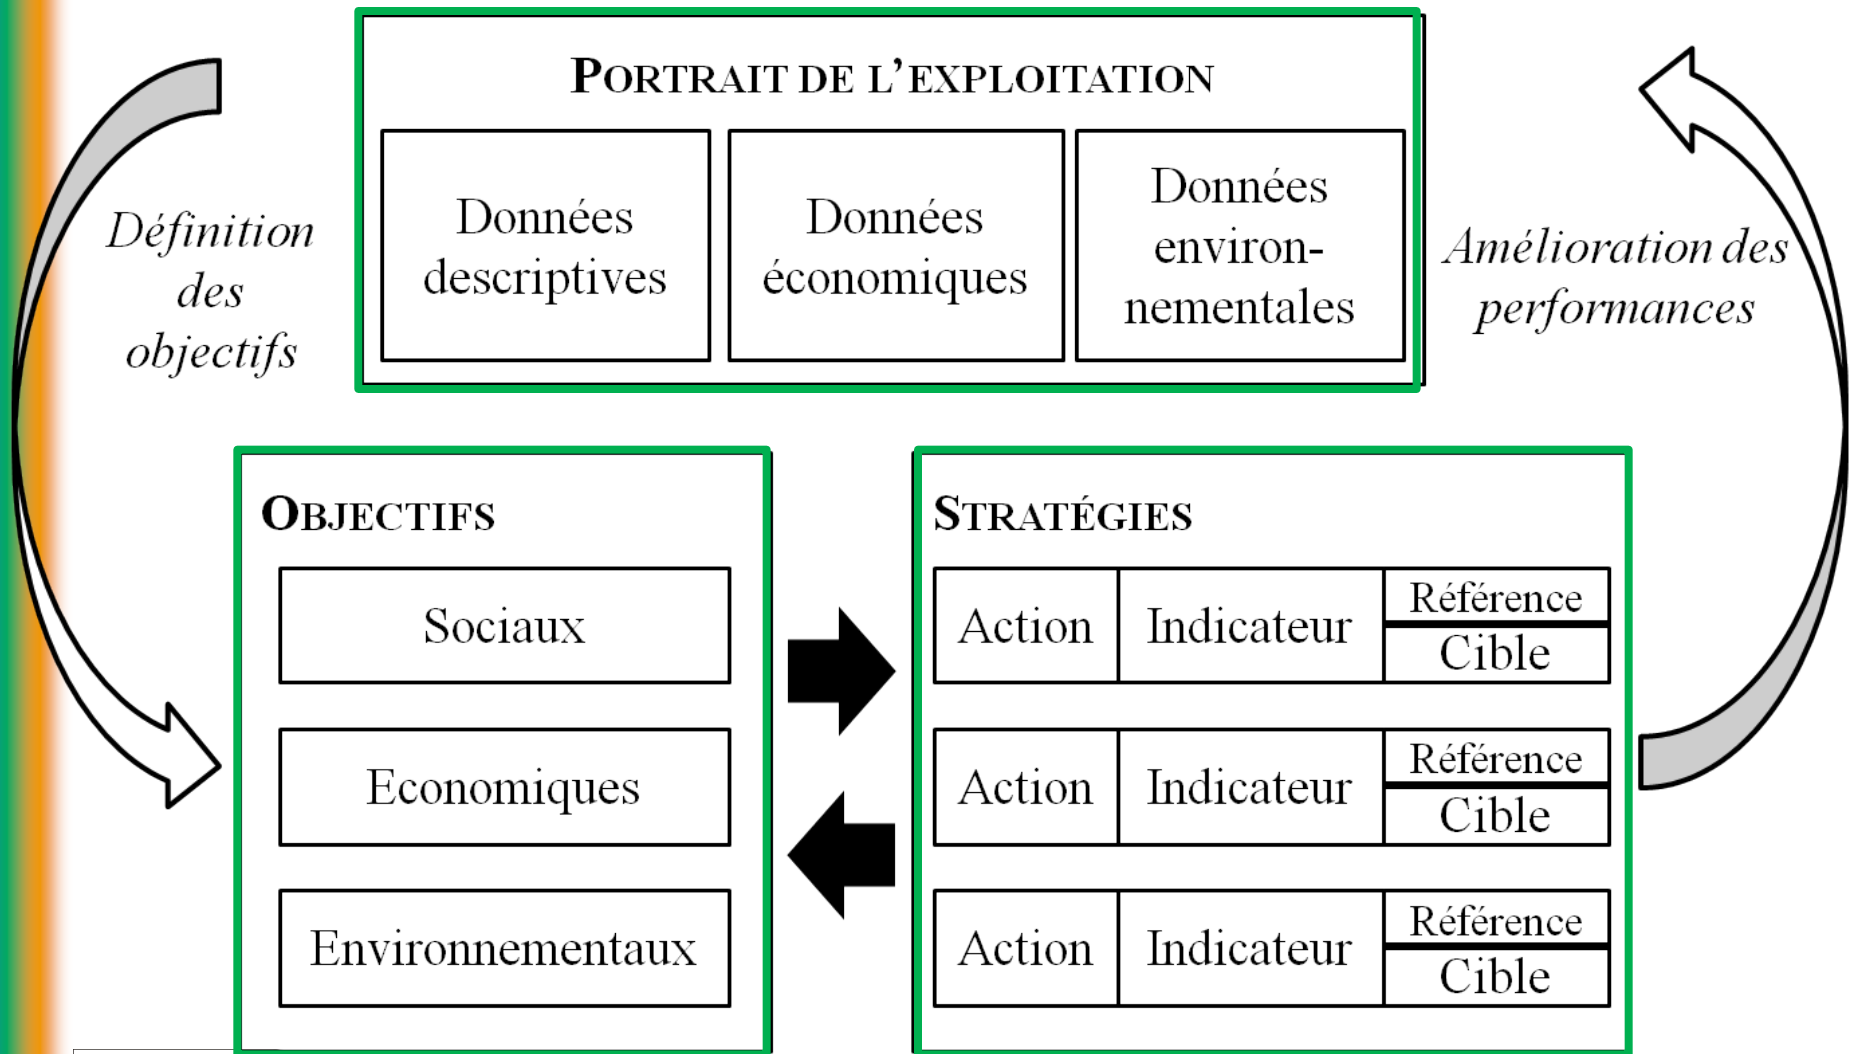 PORTRAIT DE L’EXPLOITATION
Données
descriptives
Données
économiques
Données
environ-
nementales
Définition
des
objectifs
Amélioration des
performances
OBJECTIFS
Sociaux
Economiques
Environnementaux
STRATÉGIES
Action
Indicateur
Référence
Cible
Action
Indicateur
Référence
Cible
Action
Indicateur
Référence
Cible